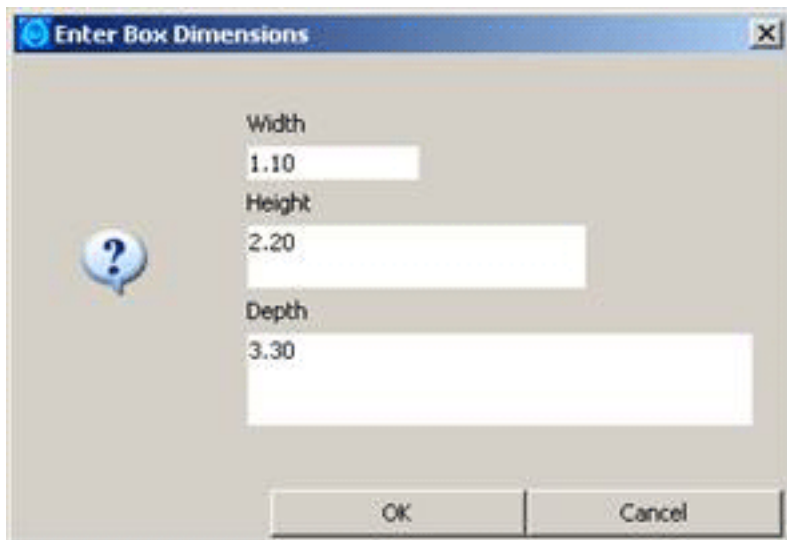 Enter Box Dimensions
Width
1.10
Height
2.20
?
Depth
3.30
OK
Cancel